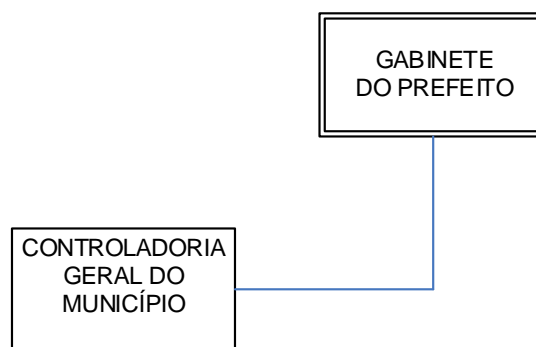 GABINETE
DO PREFEITO
CONTROLADORIA
GERAL DO
MUNICÍPIO